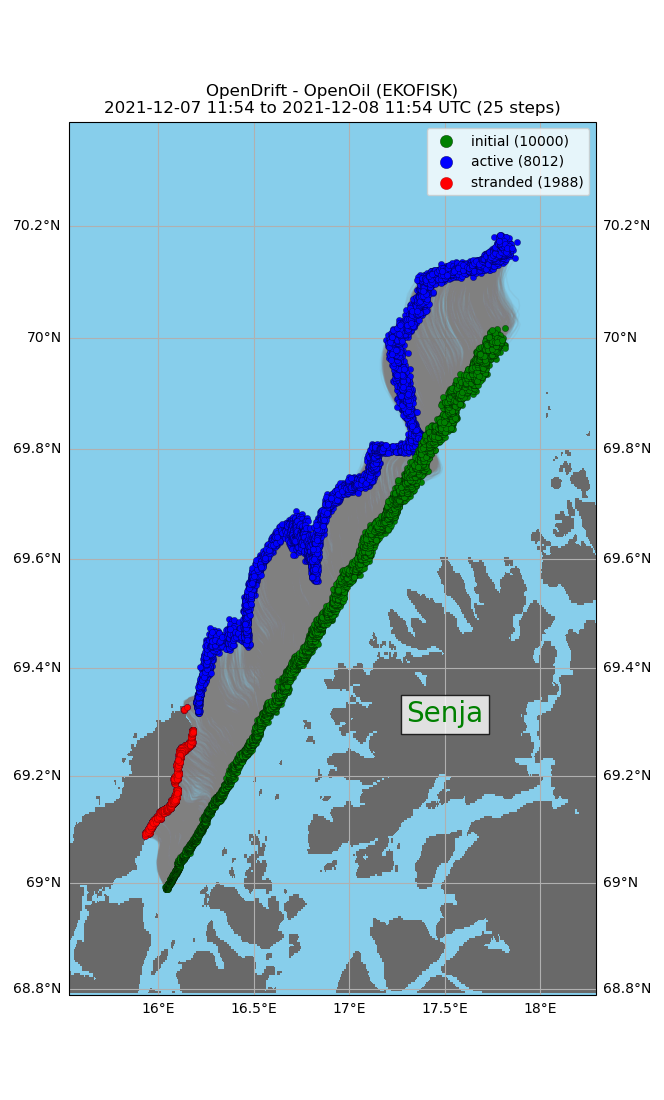 OpenDrift - OpenOil (EKOFISK)
2021-12-07 11:54 to 2021-12-08 11:54 UTC (25 steps)
initial (10000)
active (8012)
stranded (1988)
70.2°N 70.2°N
70°N 70°N
69.8°N 69.8°N
69.6°N 69.6°N
69.4°N 69.4°N
Senja
69.2°N 69.2°N
69°N 69°N
68.8°N 68.8°N
16°E 16.5°E 17°E 17.5°E 18°E